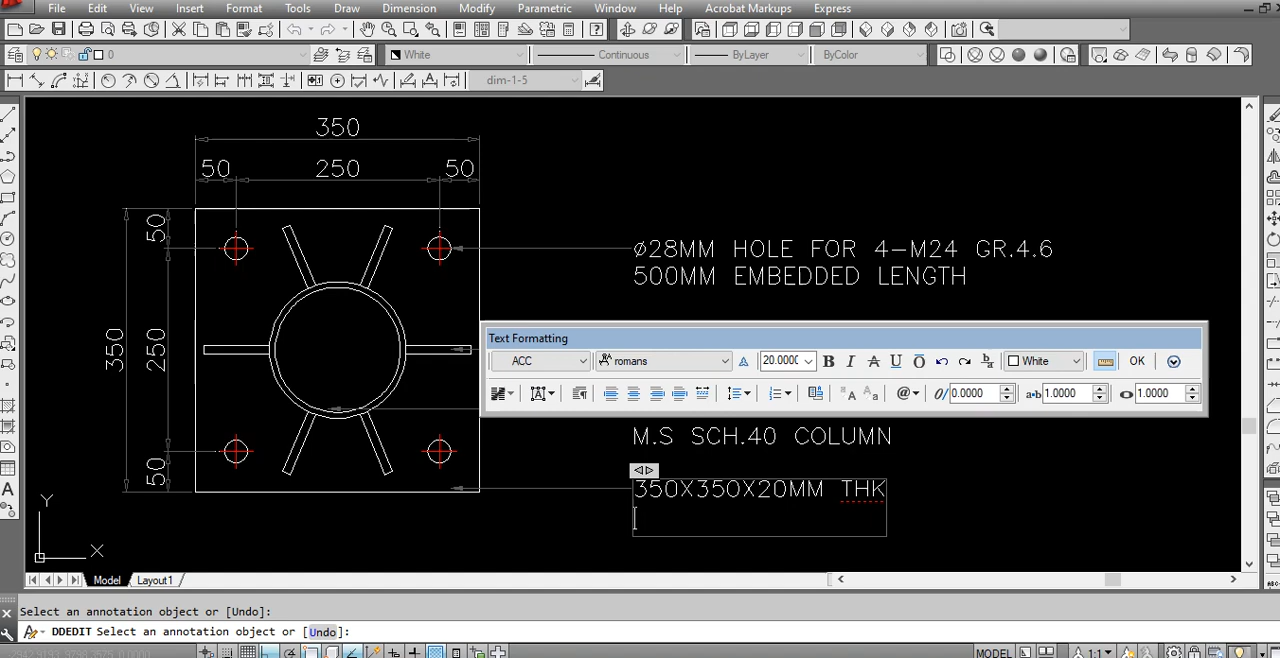 File Edit View Insert Format Tools Draw Dimension Modify Parametric Window Help Acrobat Markups Express
0 White Continuous ByLayer ByColor
dim-1-5
350
50 250 50
50
250
350
50
ø28MM HOLE FOR 4-M24 GR.4.6
500MM EMBEDDED LENGTH
Text Formatting
ACC romans 20.0000 B I A U O White OK
@ 0/ 0.0000 a•b 1.0000 1.0000
M.S SCH.40 COLUMN
350X350X20MM THK
Y
X
Model Layout1
Select an annotation object or [Undo]:
DDEDIT Select an annotation object or [Undo]:
MODEL 1:1